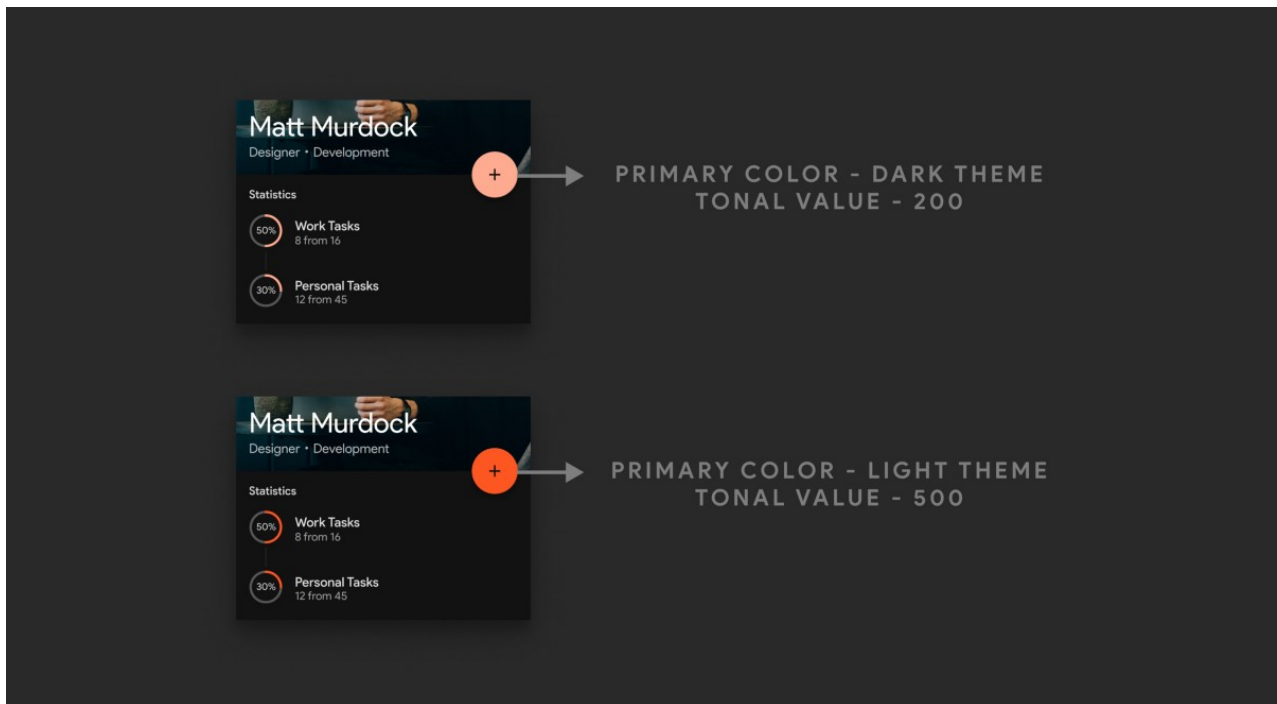 Matt Murdock
Designer • Development
+
PRIMARY COLOR - DARK THEME
TONAL VALUE - 200
Statistics
50%
Work Tasks
8 from 16
30%
Personal Tasks
12 from 45
Matt Murdock
Designer • Development
+
PRIMARY COLOR - LIGHT THEME
TONAL VALUE - 500
Statistics
50%
Work Tasks
8 from 16
30%
Personal Tasks
12 from 45